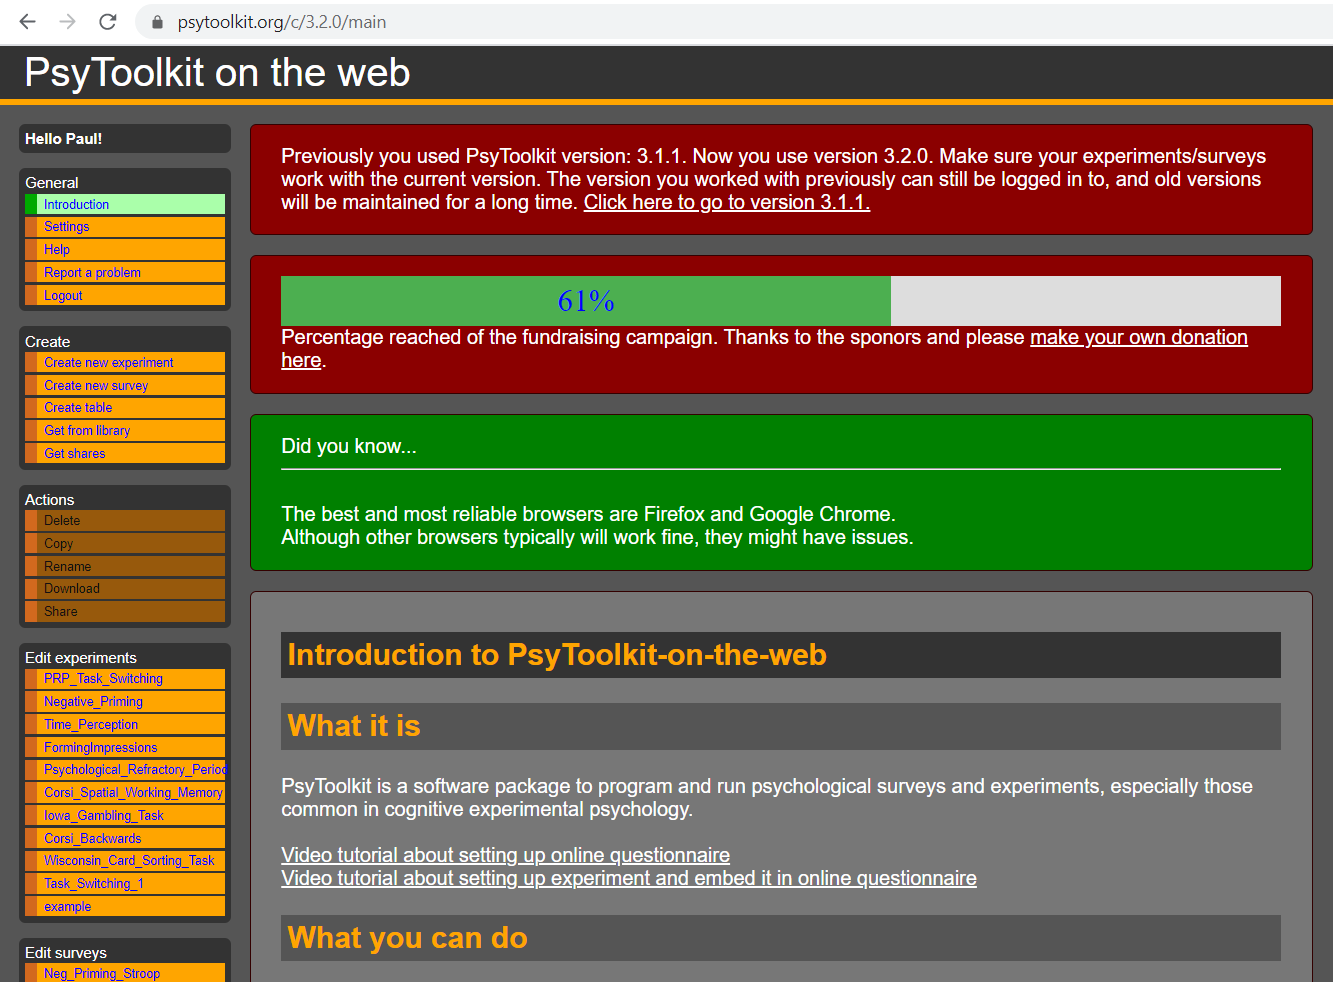 psytoolkit.org/c/3.2.0/main
PsyToolkit on the web
Hello Paul!
General
Introduction
Settings
Help
Report a problem
Logout
Create
Create new experiment
Create new survey
Create table
Get from library
Get shares
Actions
Delete
Copy
Rename
Download
Share
Edit experiments
PRP_Task_Switching
Negative_Priming
Time_Perception
FormingImpressions
Psychological_Refractory_Period
Corsi_Spatial_Working_Memory
Iowa_Gambling_Task
Corsi_Backwards
Wisconsin_Card_Sorting_Task
Task_Switching_1
example
Edit surveys
Neg_Priming_Stroop
Previously you used PsyToolkit version: 3.1.1. Now you use version 3.2.0. Make sure your experiments/surveys
work with the current version. The version you worked with previously can still be logged in to, and old versions
will be maintained for a long time. Click here to go to version 3.1.1.
61%
Percentage reached of the fundraising campaign. Thanks to the sponors and please make your own donation
here.
Did you know...
The best and most reliable browsers are Firefox and Google Chrome.
Although other browsers typically will work fine, they might have issues.
Introduction to PsyToolkit-on-the-web
What it is
PsyToolkit is a software package to program and run psychological surveys and experiments, especially those
common in cognitive experimental psychology.
Video tutorial about setting up online questionnaire
Video tutorial about setting up experiment and embed it in online questionnaire
What you can do